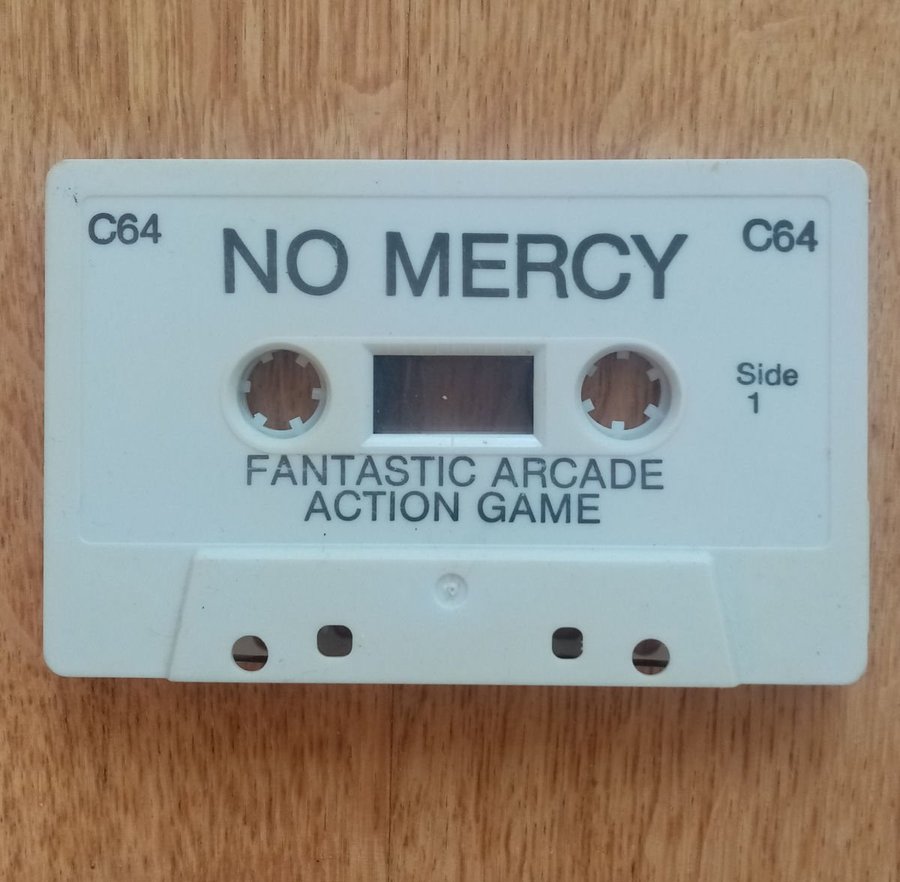 C64
NO MERCY
C64
Side
1
FANTASTIC ARCADE
ACTION GAME